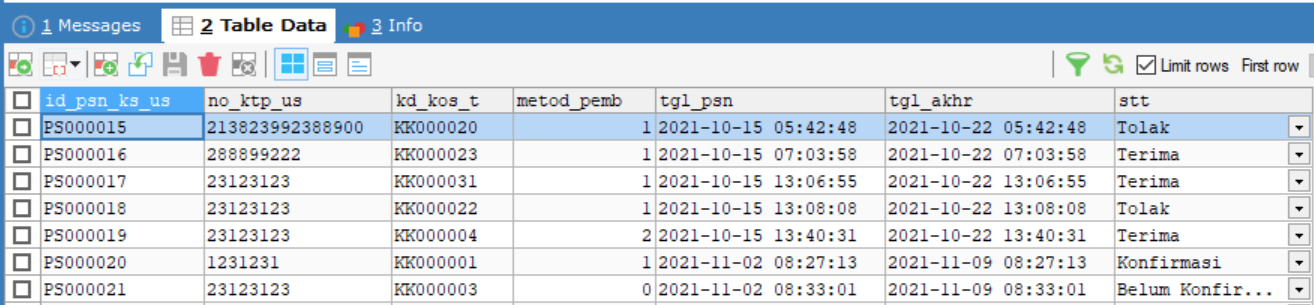 1 Messages 2 Table Data 3 Info
Limit rows First row
id_psn_ks_us no_ktp_us kd_kos_t metod_pemb tgl_psn tgl_akhr stt
PS000015 213823992388900 KK000020 1 2021-10-15 05:42:48 2021-10-22 05:42:48 Tolak
PS000016 288899222 KK000023 1 2021-10-15 07:03:58 2021-10-22 07:03:58 Terima
PS000017 23123123 KK000031 1 2021-10-15 13:06:55 2021-10-22 13:06:55 Terima
PS000018 23123123 KK000022 1 2021-10-15 13:08:08 2021-10-22 13:08:08 Tolak
PS000019 23123123 KK000004 2 2021-10-15 13:40:31 2021-10-22 13:40:31 Terima
PS000020 1231231 KK000001 1 2021-11-02 08:27:13 2021-11-09 08:27:13 Konfirmasi
PS000021 23123123 KK000003 0 2021-11-02 08:33:01 2021-11-09 08:33:01 Belum Konfir...